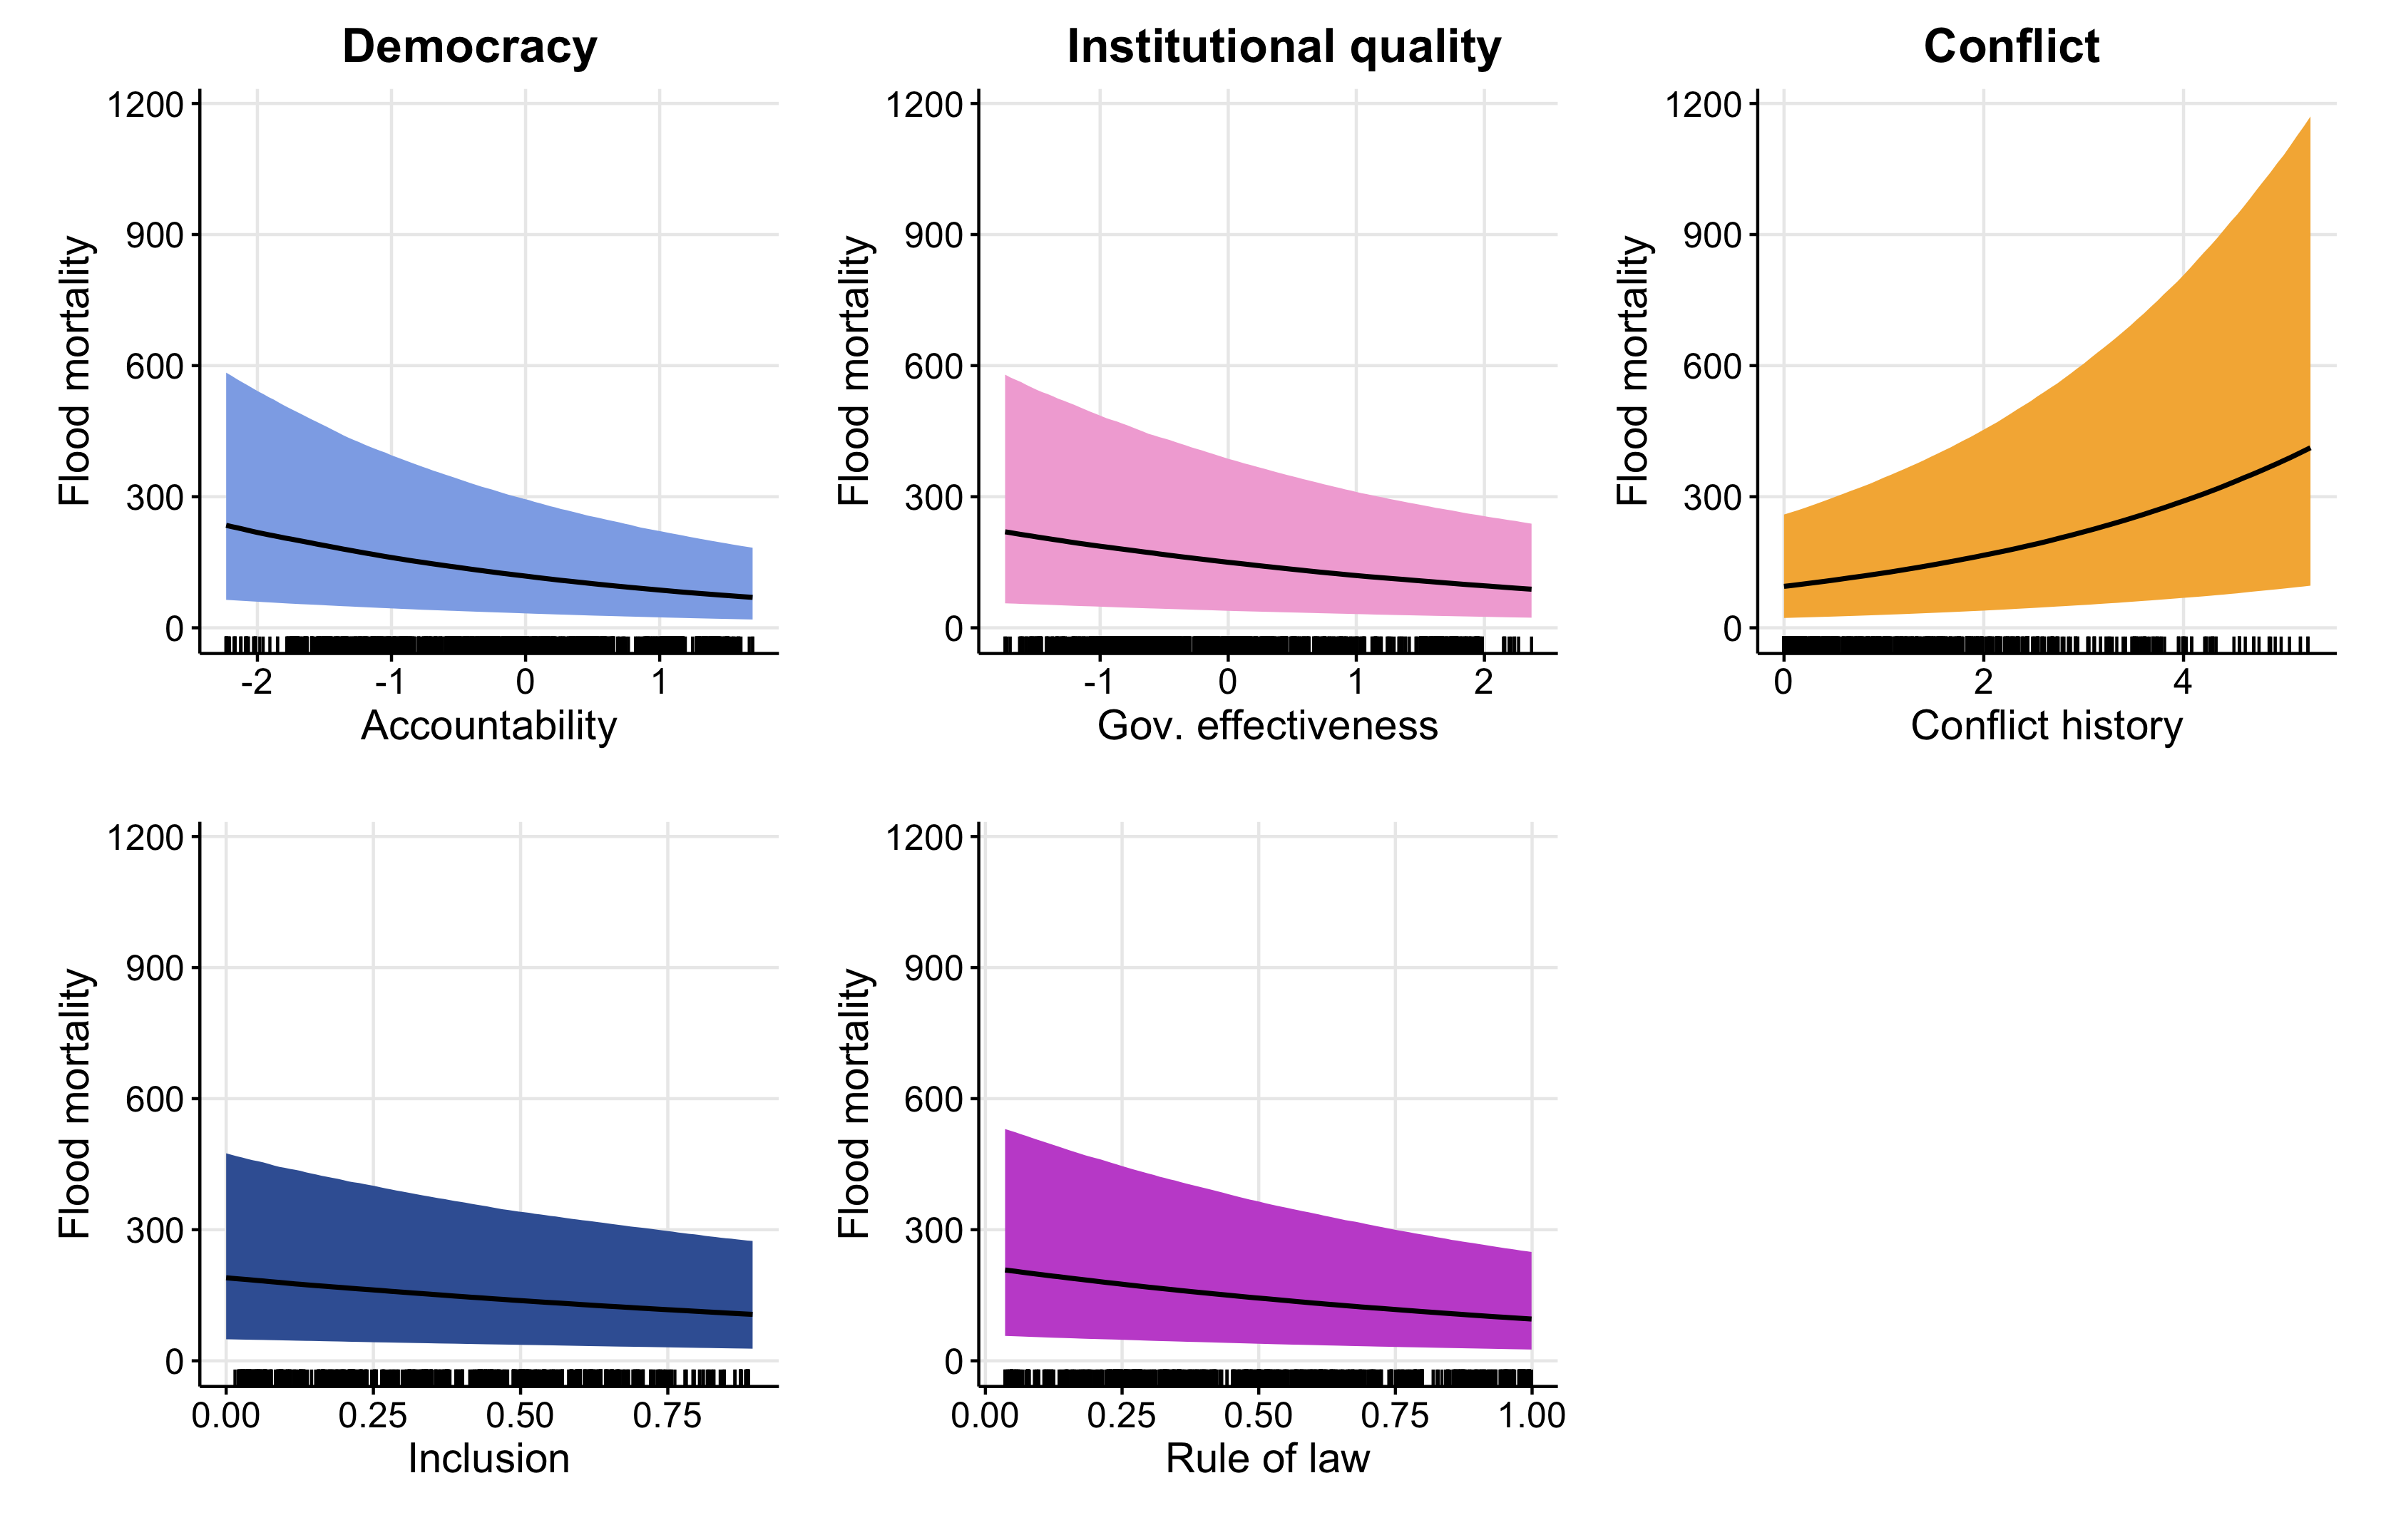 Democracy
1200
900
600
300
0
Flood mortality
-2 -1 0 1
Accountability
Institutional quality
1200
900
600
300
0
Flood mortality
-1 0 1 2
Gov. effectiveness
Conflict
1200
900
600
300
0
Flood mortality
0 2 4
Conflict history
1200
900
600
300
0
Flood mortality
0.00 0.25 0.50 0.75
Inclusion
1200
900
600
300
0
Flood mortality
0.00 0.25 0.50 0.75 1.00
Rule of law